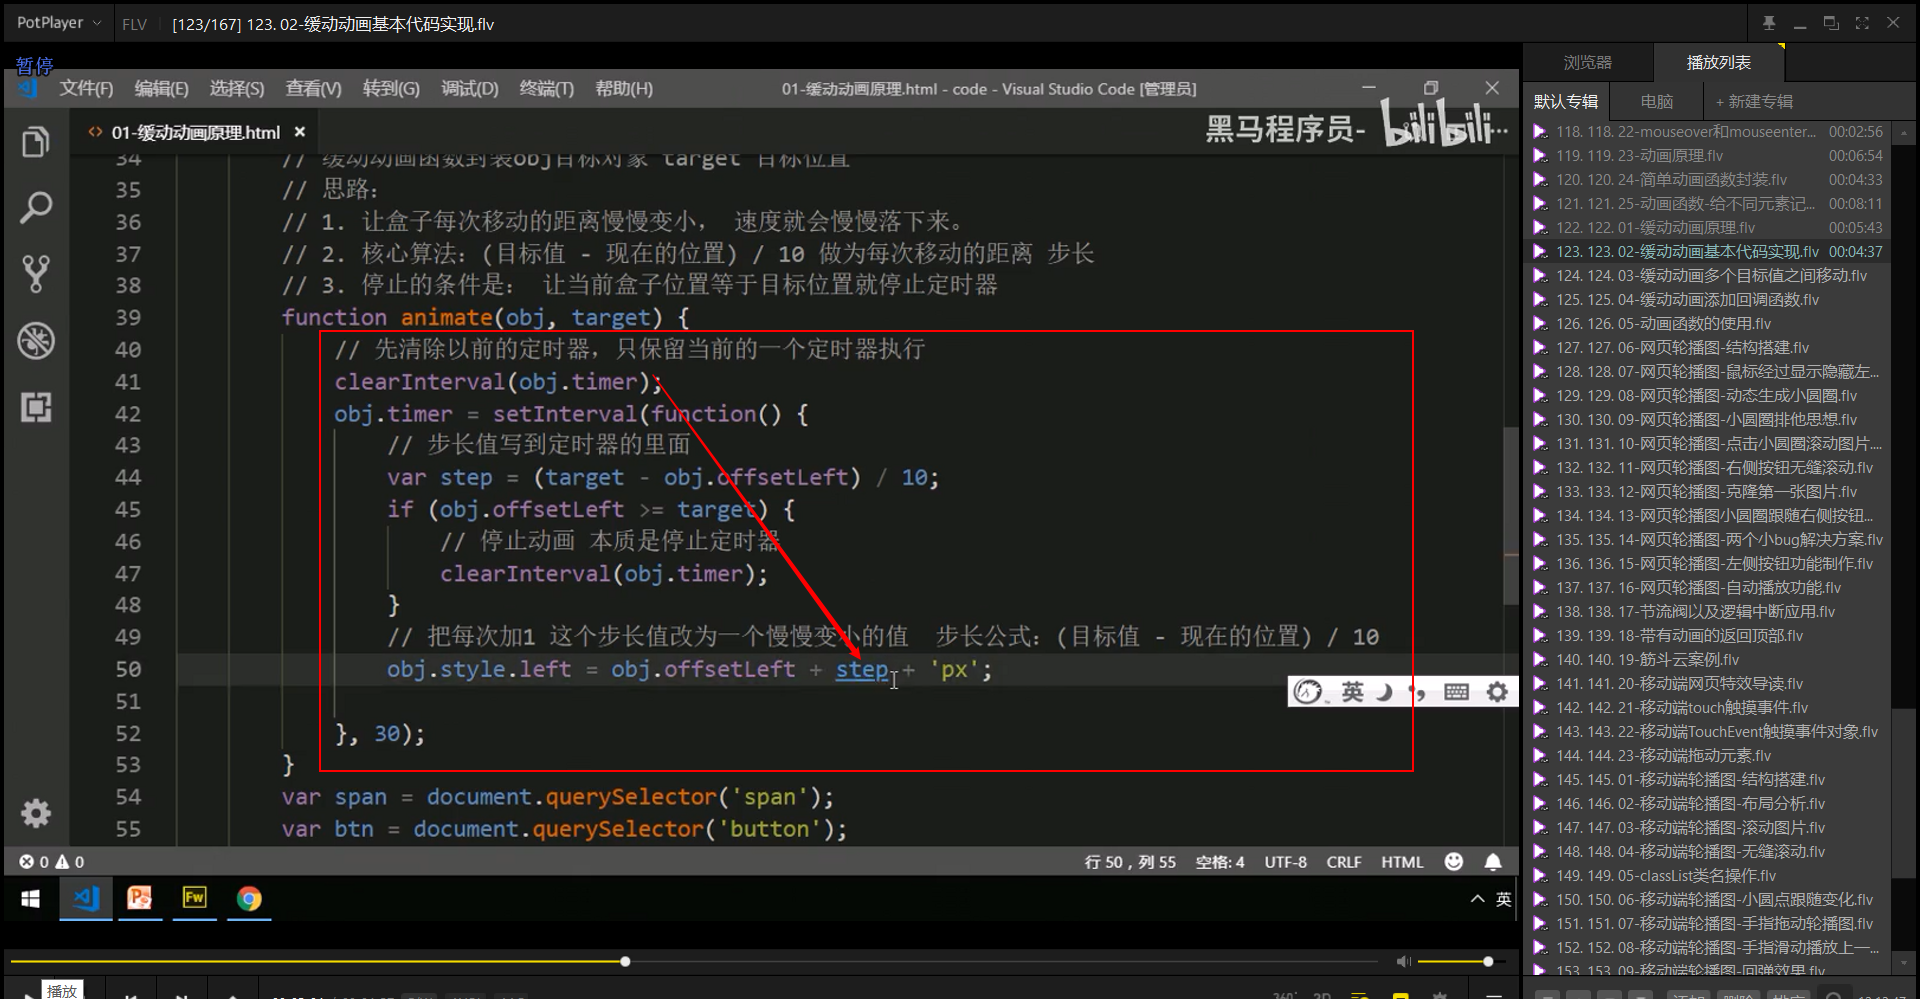 PotPlayer FLV [123/167] 123. 02-缓动动画基本代码实现.flv
暂停
文件(F) 编辑(E) 选择(S) 查看(V) 转到(G) 调试(D) 终端(T) 帮助(H) 01-缓动动画原理.html - code - Visual Studio Code [管理员]
01-缓动动画原理.html ×
黑马程序员- bilibili
34 // 缓动动画函数封装obj目标对象 target 目标位置
35 // 思路：
36 // 1. 让盒子每次移动的距离慢慢变小， 速度就会慢慢落下来。
37 // 2. 核心算法：(目标值 - 现在的位置) / 10 做为每次移动的距离 步长
38 // 3. 停止的条件是： 让当前盒子位置等于目标位置就停止定时器
39 function animate(obj, target) {
40 // 先清除以前的定时器，只保留当前的一个定时器执行
41 clearInterval(obj.timer);
42 obj.timer = setInterval(function() {
43 // 步长值写到定时器的里面
44 var step = (target - obj.offsetLeft) / 10;
45 if (obj.offsetLeft >= target) {
46 // 停止动画 本质是停止定时器
47 clearInterval(obj.timer);
48 }
49 // 把每次加1 这个步长值改为一个慢慢变小的值 步长公式：(目标值 - 现在的位置) / 10
50 obj.style.left = obj.offsetLeft + step + 'px';
51
52 }, 30);
53 }
54 var span = document.querySelector('span');
55 var btn = document.querySelector('button');
英
0 0 行 50，列 55 空格: 4 UTF-8 CRLF HTML
英
播放
浏览器 播放列表
默认专辑 电脑 + 新建专辑
118. 118. 22-mouseover和mouseenter... 00:02:56
119. 119. 23-动画原理.flv 00:06:54
120. 120. 24-简单动画函数封装.flv 00:04:33
121. 121. 25-动画函数-给不同元素记... 00:08:11
122. 122. 01-缓动动画原理.flv 00:05:43
123. 123. 02-缓动动画基本代码实现.flv 00:04:37
124. 124. 03-缓动动画多个目标值之间移动.flv
125. 125. 04-缓动动画添加回调函数.flv
126. 126. 05-动画函数的使用.flv
127. 127. 06-网页轮播图-结构搭建.flv
128. 128. 07-网页轮播图-鼠标经过显示隐藏左...
129. 129. 08-网页轮播图-动态生成小圆圈.flv
130. 130. 09-网页轮播图-小圆圈排他思想.flv
131. 131. 10-网页轮播图-点击小圆圈滚动图片....
132. 132. 11-网页轮播图-右侧按钮无缝滚动.flv
133. 133. 12-网页轮播图-克隆第一张图片.flv
134. 134. 13-网页轮播图小圆圈跟随右侧按钮...
135. 135. 14-网页轮播图-两个小bug解决方案.flv
136. 136. 15-网页轮播图-左侧按钮功能制作.flv
137. 137. 16-网页轮播图-自动播放功能.flv
138. 138. 17-节流阀以及逻辑中断应用.flv
139. 139. 18-带有动画的返回顶部.flv
140. 140. 19-筋斗云案例.flv
141. 141. 20-移动端网页特效导读.flv
142. 142. 21-移动端touch触摸事件.flv
143. 143. 22-移动端TouchEvent触摸事件对象.flv
144. 144. 23-移动端拖动元素.flv
145. 145. 01-移动端轮播图-结构搭建.flv
146. 146. 02-移动端轮播图-布局分析.flv
147. 147. 03-移动端轮播图-滚动图片.flv
148. 148. 04-移动端轮播图-无缝滚动.flv
149. 149. 05-classList类名操作.flv
150. 150. 06-移动端轮播图-小圆点跟随变化.flv
151. 151. 07-移动端轮播图-手指拖动轮播图.flv
152. 152. 08-移动端轮播图-手指滑动播放上一...
153. 153. 09-移动端轮播图-回弹效果.flv
添加 删除 排序